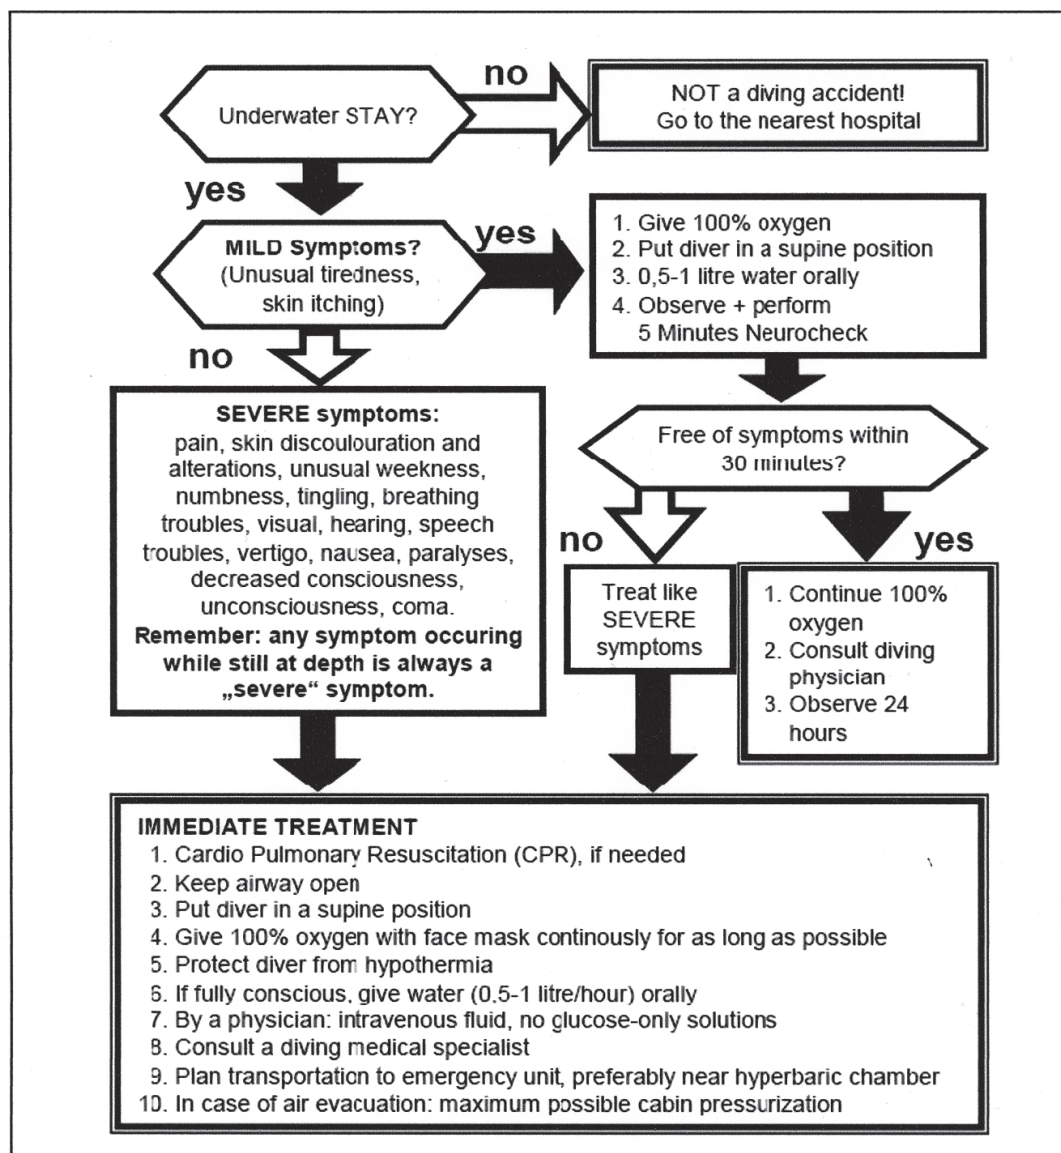 Underwater STAY?
no
NOT a diving accident!
Go to the nearest hospital
yes
MILD Symptoms?
(Unusual tiredness,
skin itching)
yes
1. Give 100% oxygen
2. Put diver in a supine position
3. 0,5-1 litre water orally
4. Observe + perform
5 Minutes Neurocheck
no
SEVERE symptoms:
pain, skin discoulouration and
alterations, unusual weekness,
numbness, tingling, breathing
troubles, visual, hearing, speech
troubles, vertigo, nausea, paralyses,
decreased consciousness,
unconsciousness, coma.
Remember: any symptom occuring
while still at depth is always a
„severe“ symptom.
Free of symptoms within
30 minutes?
no
Treat like
SEVERE
symptoms
yes
1. Continue 100%
oxygen
2. Consult diving
physician
3. Observe 24
hours
IMMEDIATE TREATMENT
1. Cardio Pulmonary Resuscitation (CPR), if needed
2. Keep airway open
3. Put diver in a supine position
4. Give 100% oxygen with face mask continously for as long as possible
5. Protect diver from hypothermia
6. If fully conscious, give water (0,5-1 litre/hour) orally
7. By a physician: intravenous fluid, no glucose-only solutions
8. Consult a diving medical specialist
9. Plan transportation to emergency unit, preferably near hyperbaric chamber
10. In case of air evacuation: maximum possible cabin pressurization